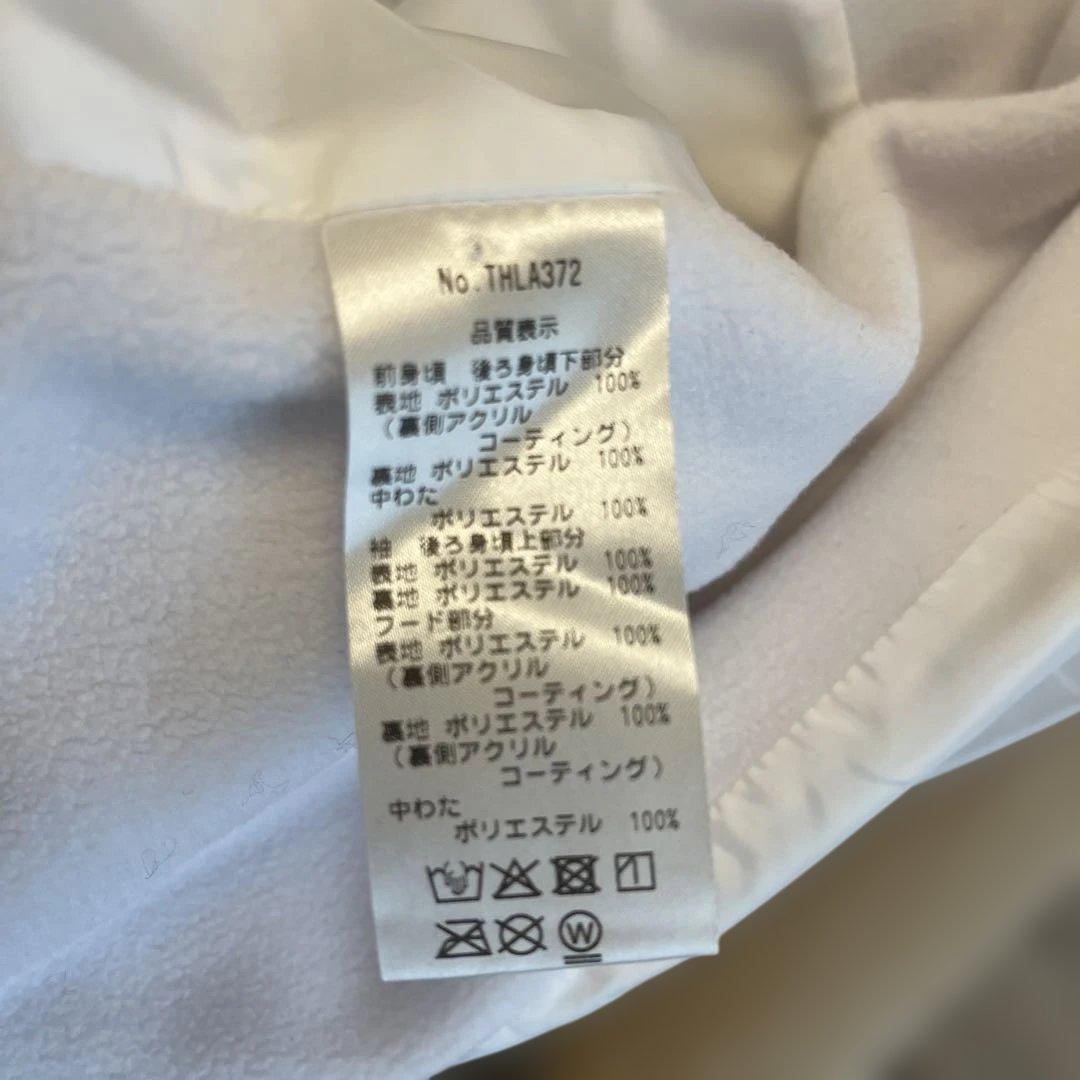 No.THLA372
品質表示
前身頃 後ろ身頃下部分
表地 ポリエステル 100%
（裏側アクリル
コーティング）
裏地 ポリエステル 100%
中わた
ポリエステル 100%
袖 後ろ身頃上部分
表地 ポリエステル 100%
裏地 ポリエステル 100%
フード部分
表地 ポリエステル 100%
（裏側アクリル
コーティング）
裏地 ポリエステル 100%
（裏側アクリル
コーティング）
中わた
ポリエステル 100%
W